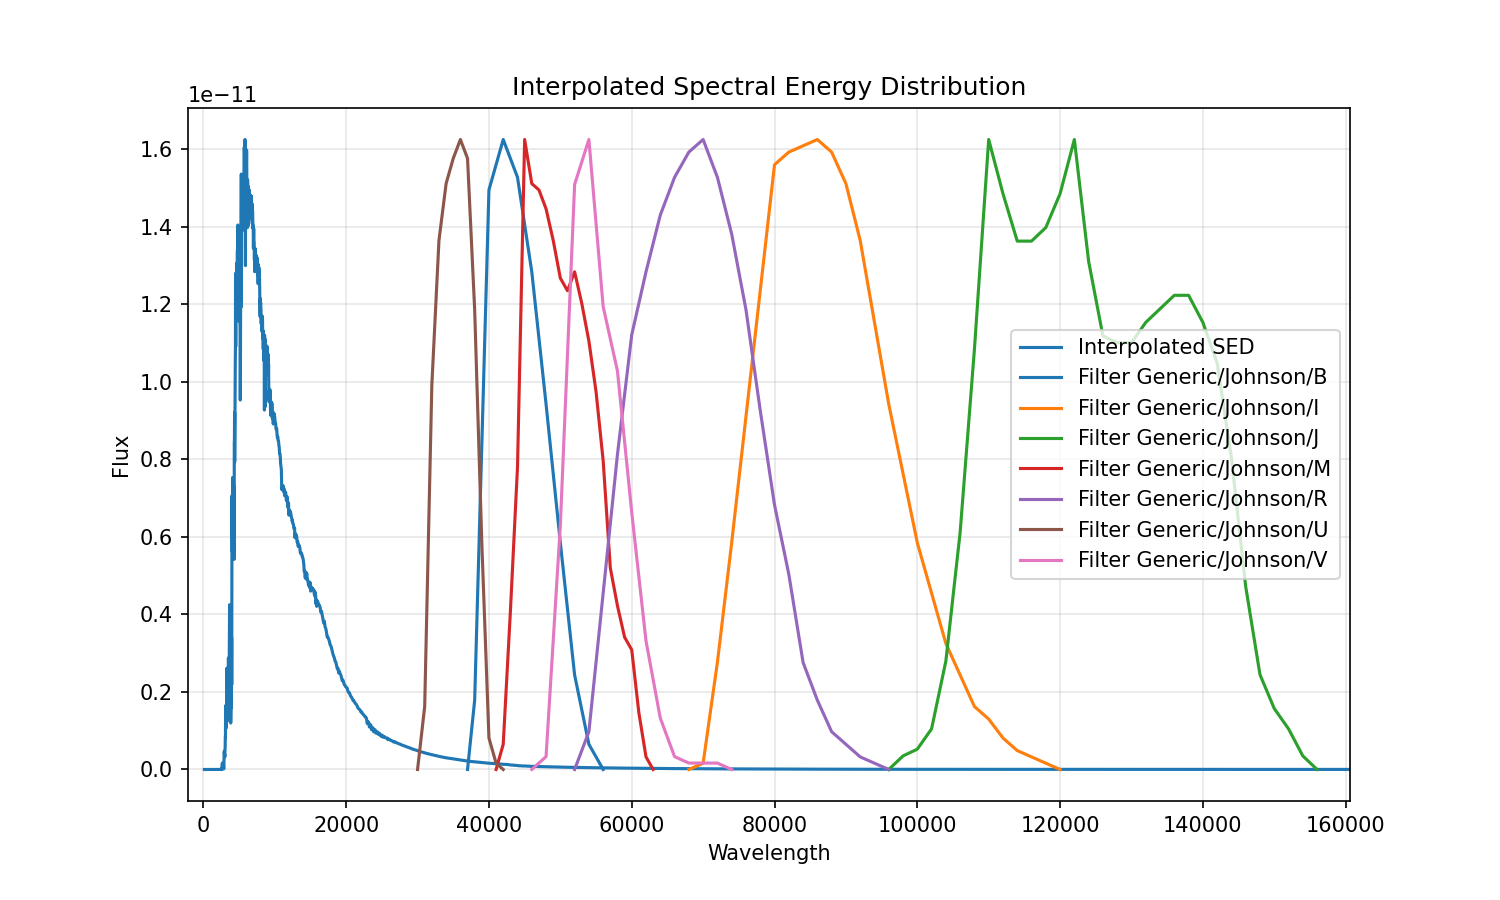 Interpolated Spectral Energy Distribution
1e−11
1.6
1.4
1.2
1.0
0.8
0.6
0.4
0.2
0.0
Flux
Interpolated SED
Filter Generic/Johnson/B
Filter Generic/Johnson/I
Filter Generic/Johnson/J
Filter Generic/Johnson/M
Filter Generic/Johnson/R
Filter Generic/Johnson/U
Filter Generic/Johnson/V
0 20000 40000 60000 80000 100000 120000 140000 160000
Wavelength